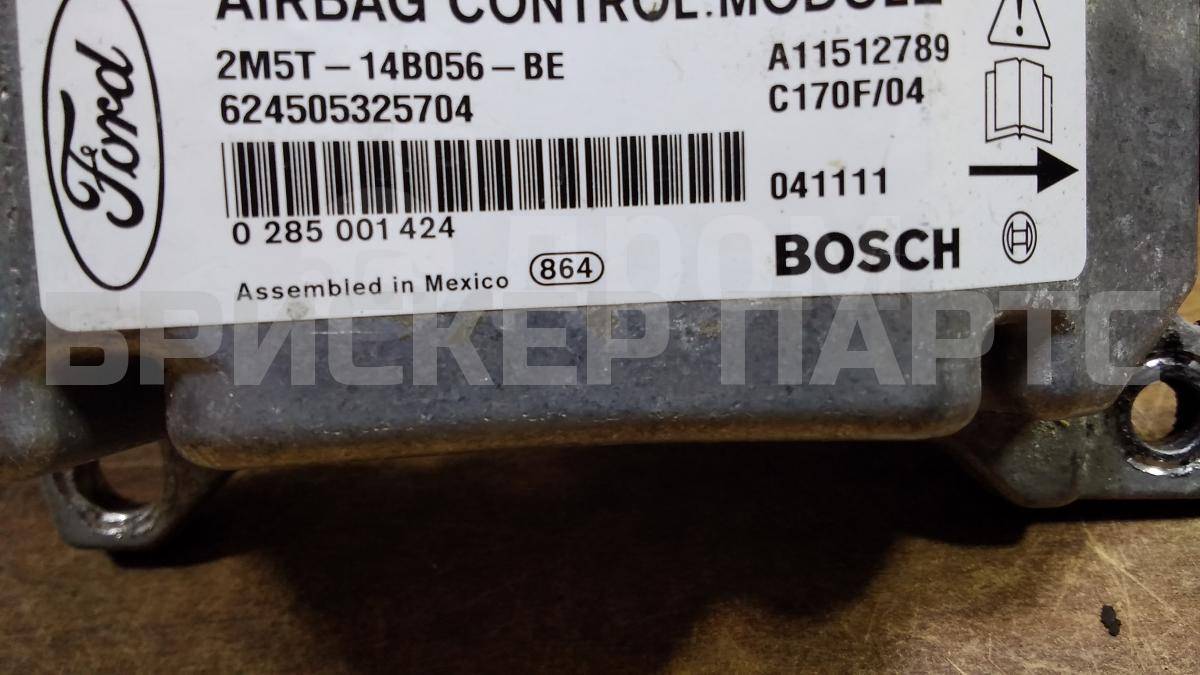 AIRBAG CONTROL MODULE
Ford
2M5T-14B056-BE
A11512789
624505325704
C170F/04
041111
0 285 001 424
BOSCH
Assembled in Mexico
864
БРИСКЕР ПАРТС